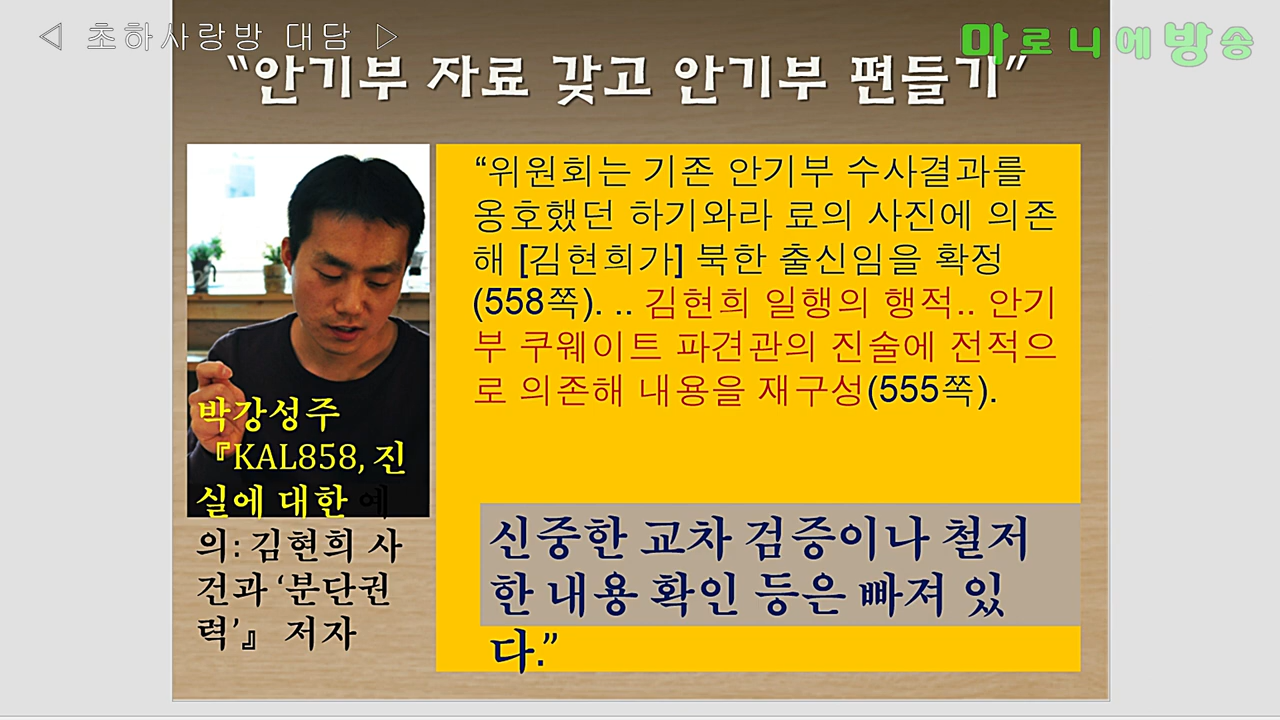 ◁ 초하사랑방 대담 ▷
마로니에방송
“안기부 자료 갖고 안기부 편들기”
“위원회는 기존 안기부 수사결과를
옹호했던 하기와라 료의 사진에 의존
해 [김현희가] 북한 출신임을 확정
(558쪽). .. 김현희 일행의 행적.. 안기
부 쿠웨이트 파견관의 진술에 전적으
로 의존해 내용을 재구성(555쪽).
신중한 교차 검증이나 철저
한 내용 확인 등은 빠져 있
다.”
박강성주
『KAL858, 진
실에 대한 예
의: 김현희 사
건과 ‘분단권
력’』 저자